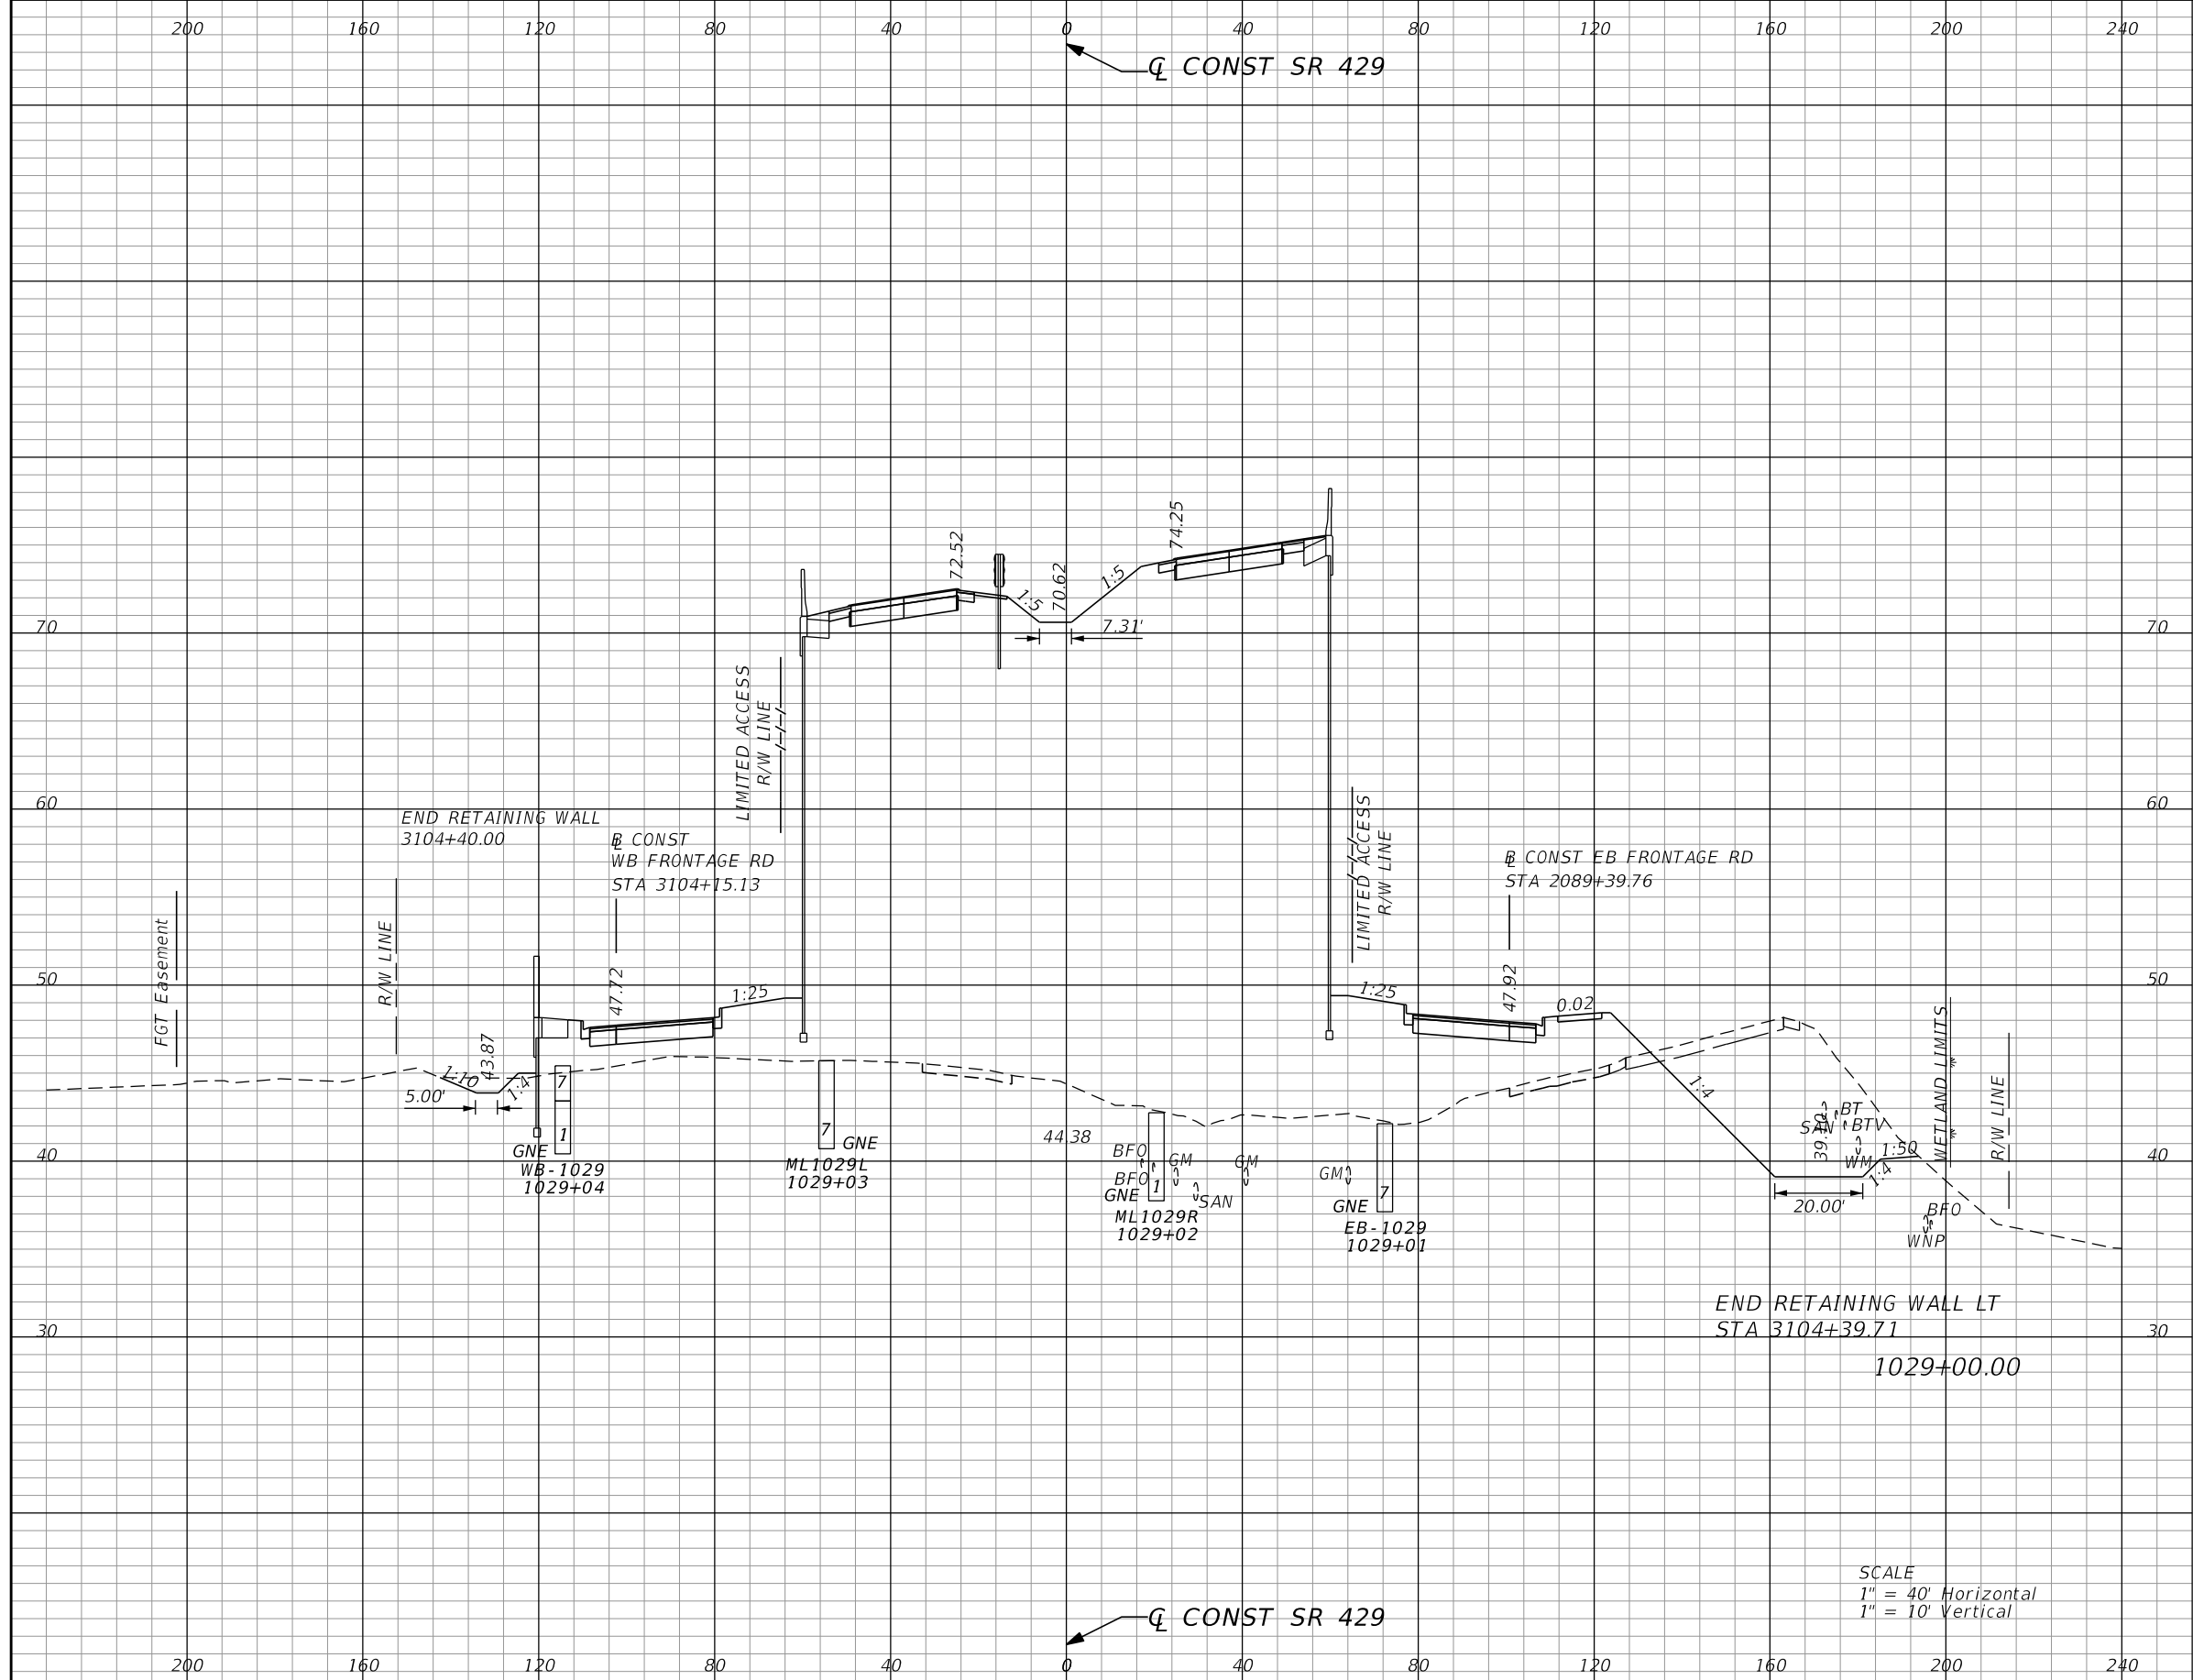 200 160 120 80 40 0 40 80 120 160 200 240
℄ CONST SR 429
74.25
72.52
70.62
1:5
1:5
7.31'
70 70
LIMITED ACCESS
R/W LINE
60 60
END RETAINING WALL
3104+40.00
B CONST
WB FRONTAGE RD
STA 3104+15.13
LIMITED ACCESS
R/W LINE
B CONST EB FRONTAGE RD
STA 2089+39.76
FGT Easement
R/W LINE
50 50
47.72
1:25
1:25
47.92
0.02
43.87
1:10
1:4
5.00'
7
1
GNE
WB-1029
1029+04
7
GNE
ML1029L
1029+03
44.38
BFO
BFO
GM
GM
GM
1
GNE
SAN
ML1029R
1029+02
7
GNE
EB-1029
1029+01
1:4
SAN
BT
BTV
WM
1:50
1:4
20.00'
WETLAND LIMITS
R/W LINE
BFO
WNP
40 40
END RETAINING WALL LT
STA 3104+39.71
30 30
1029+00.00
SCALE
1" = 40' Horizontal
1" = 10' Vertical
℄ CONST SR 429
200 160 120 80 40 0 40 80 120 160 200 240